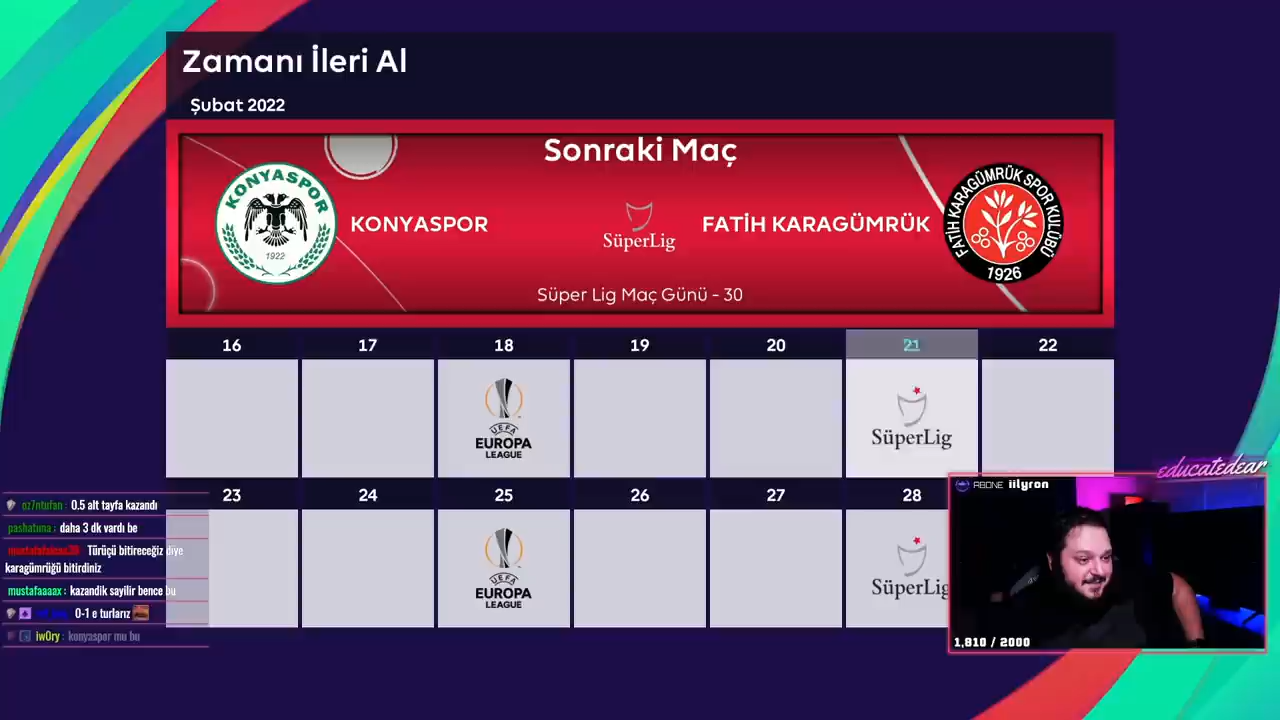 Zamanı İleri Al
Şubat 2022
Sonraki Maç
KONYASPOR
1922
KONYASPOR
SüperLig
FATİH KARAGÜMRÜK
FATİH KARAGÜMRÜK SPOR KULÜBÜ
1926
Süper Lig Maç Günü - 30
16 17 18 19 20 21 22
UEFA
EUROPA
LEAGUE
SüperLig
23 24 25 26 27 28
UEFA
EUROPA
LEAGUE
SüperLig
oz7ntufan : 0.5 alt tayfa kazandı
pashatuna : daha 3 dk vardı be
Türüçü bitireceğiz diye
karagümrüğü bitirdiniz
mustafaaaax : kazandik sayilir bence bu
0-1 e turlarız
iw0ry : konyaspor mu bu
educatedear
ABONE iilyron
1,810 / 2000